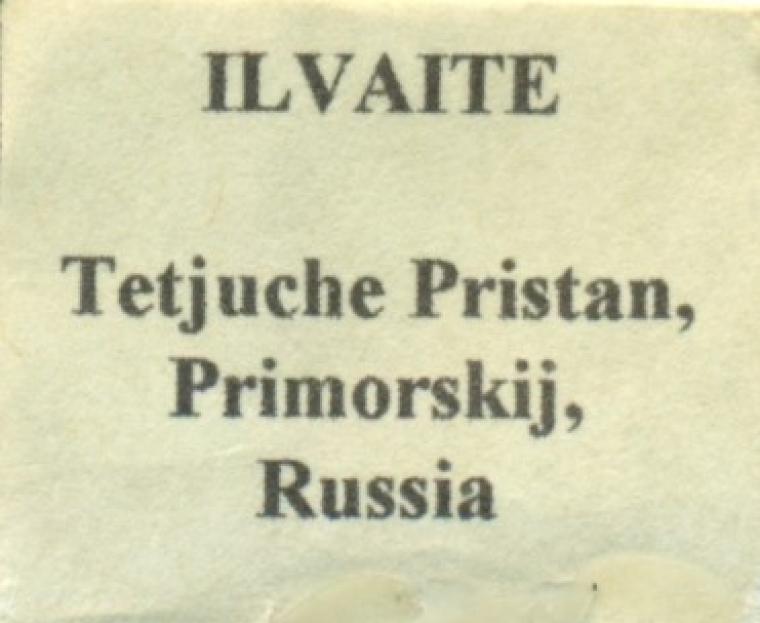 ILVAITE
Tetjuche Pristan,
Primorskij,
Russia